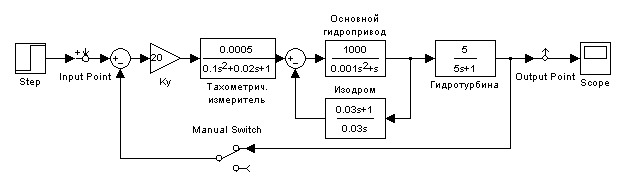 Основной
гидропривод
0.0005
0.1s2+0.02s+1
1000
0.001s2+s
5
5s+1
20
Step
Input Point
Ку
Тахометрич.
измеритель
Изодром
Гидротурбина
Output Point
Scope
0.03s+1
0.03s
Manual Switch